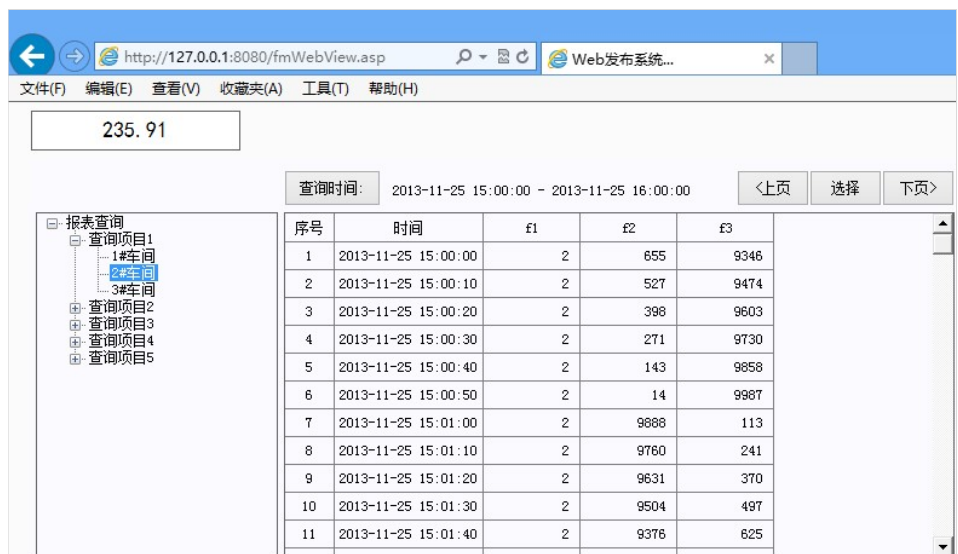 http://127.0.0.1:8080/fmWebView.asp Web发布系统...
文件(F) 编辑(E) 查看(V) 收藏夹(A) 工具(T) 帮助(H)
235.91
查询时间: 2013-11-25 15:00:00 - 2013-11-25 16:00:00 <上页 选择 下页>
报表查询
查询项目1
1#车间
2#车间
3#车间
查询项目2
查询项目3
查询项目4
查询项目5
序号 时间 f1 f2 f3
1 2013-11-25 15:00:00 2 655 9346
2 2013-11-25 15:00:10 2 527 9474
3 2013-11-25 15:00:20 2 398 9603
4 2013-11-25 15:00:30 2 271 9730
5 2013-11-25 15:00:40 2 143 9858
6 2013-11-25 15:00:50 2 14 9987
7 2013-11-25 15:01:00 2 9888 113
8 2013-11-25 15:01:10 2 9760 241
9 2013-11-25 15:01:20 2 9631 370
10 2013-11-25 15:01:30 2 9504 497
11 2013-11-25 15:01:40 2 9376 625